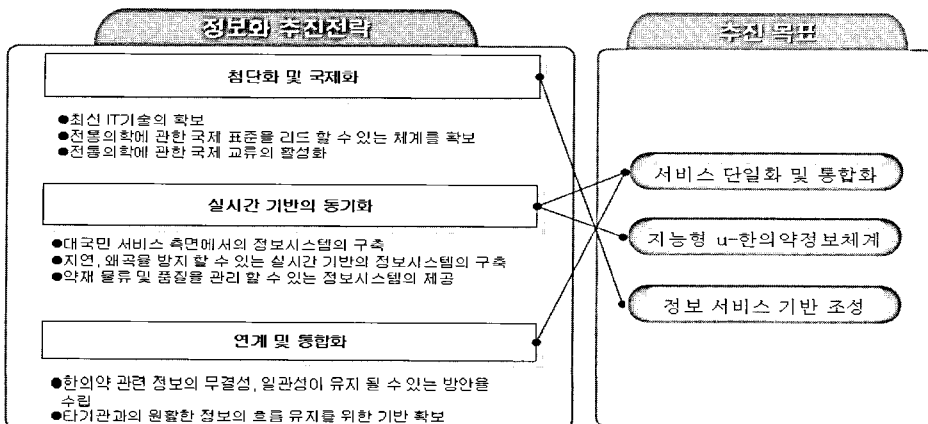 정보화 추진전략
첨단화 및 국제화
●최신 IT기술의 확보
●전통의학에 관한 국제 표준을 리드 할 수 있는 체계를 확보
●전통의학에 관한 국제 교류의 활성화
실시간 기반의 동기화
●대국민 서비스 측면에서의 정보시스템의 구축
●지연, 왜곡을 방지 할 수 있는 실시간 기반의 정보시스템의 구축
●약재 물류 및 품질을 관리 할 수 있는 정보시스템의 제공
연계 및 통합화
●한의약 관련 정보의 무결성, 일관성이 유지 될 수 있는 방안을
수립
●타기관과의 원활한 정보의 흐름 유지를 위한 기반 확보
추진 목표
서비스 단일화 및 통합화
지능형 u-한의약정보체계
정보 서비스 기반 조성